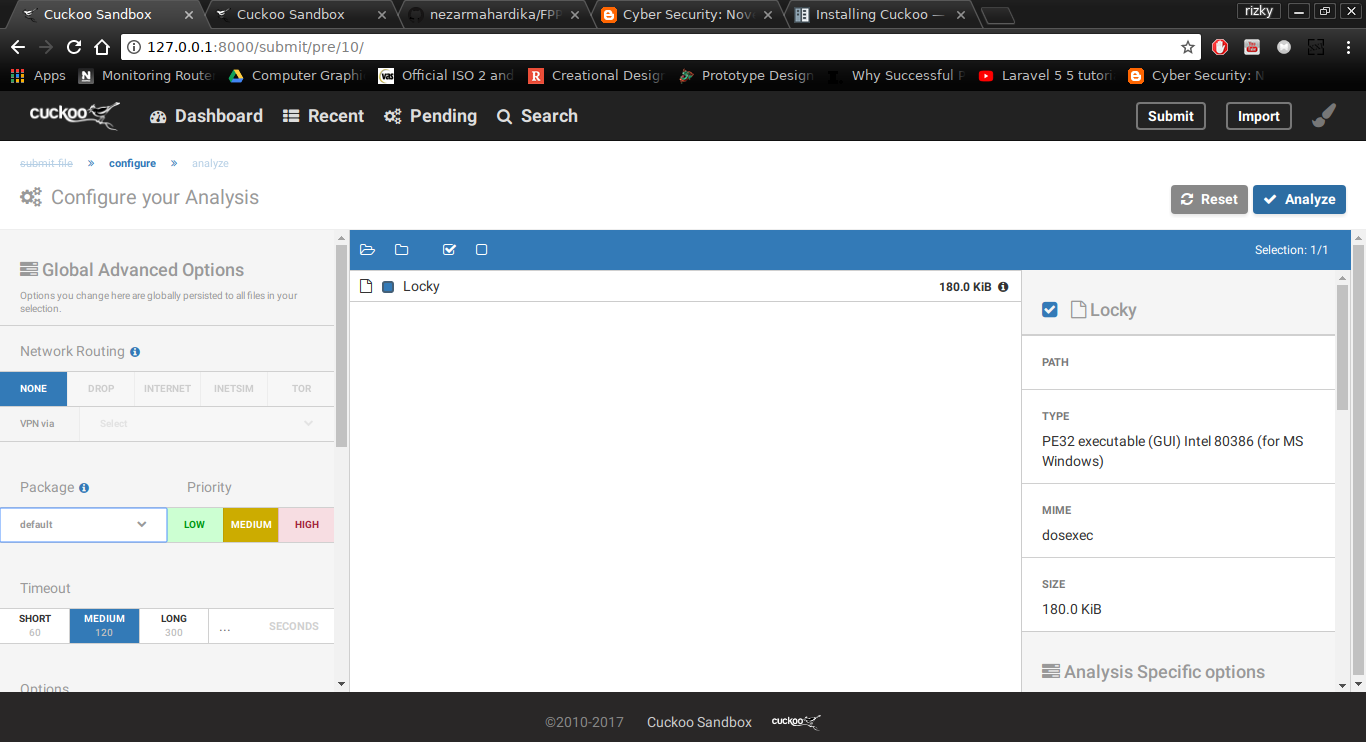 Cuckoo Sandbox
Cuckoo Sandbox
nezarmahardika/FPP
Cyber Security: Nov
Installing Cuckoo —
rizky
127.0.0.1:8000/submit/pre/10/
Apps
Monitoring Router
Computer Graphi
Official ISO 2 and
Creational Design
Prototype Design
Why Successful P
Laravel 5 5 tutori
Cyber Security: N
cuckoo
Dashboard
Recent
Pending
Search
Submit
Import
submit file » configure » analyze
Configure your Analysis
Reset
Analyze
Global Advanced Options
Options you change here are globally persisted to all files in your
selection.
Network Routing
NONE DROP INTERNET INETSIM TOR
VPN via Select
Package Priority
default LOW MEDIUM HIGH
Timeout
SHORT MEDIUM LONG ... SECONDS
60 120 300
Options
Selection: 1/1
Locky 180.0 KiB
Locky
PATH
TYPE
PE32 executable (GUI) Intel 80386 (for MS
Windows)
MIME
dosexec
SIZE
180.0 KiB
Analysis Specific options
©2010-2017 Cuckoo Sandbox cuckoo